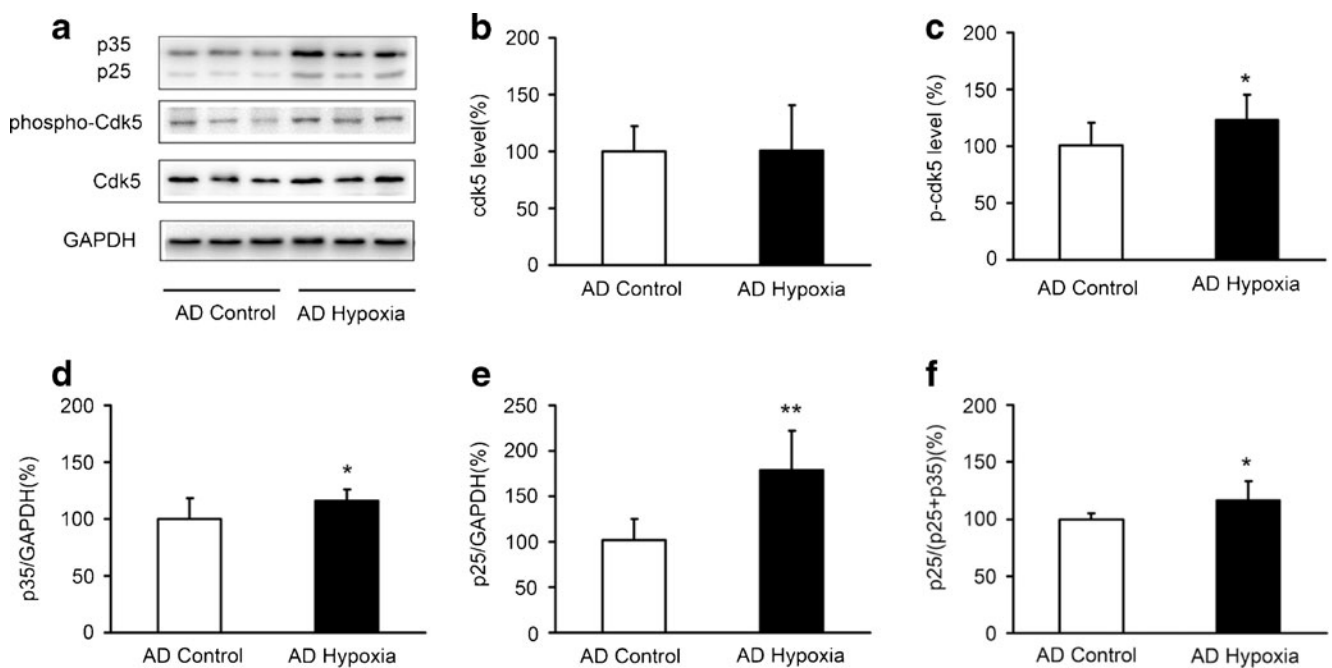 a
p35
p25
phospho-Cdk5
Cdk5
GAPDH
AD Control AD Hypoxia
b
cdk5 level(%)
200
150
100
50
0
AD Control AD Hypoxia
c
p-cdk5 level (%)
200
150
100
50
0
*
AD Control AD Hypoxia
d
p35/GAPDH(%)
200
150
100
50
0
*
AD Control AD Hypoxia
e
p25/GAPDH(%)
250
200
150
100
50
0
**
AD Control AD Hypoxia
f
p25/(p25+p35)(%)
200
150
100
50
0
*
AD Control AD Hypoxia